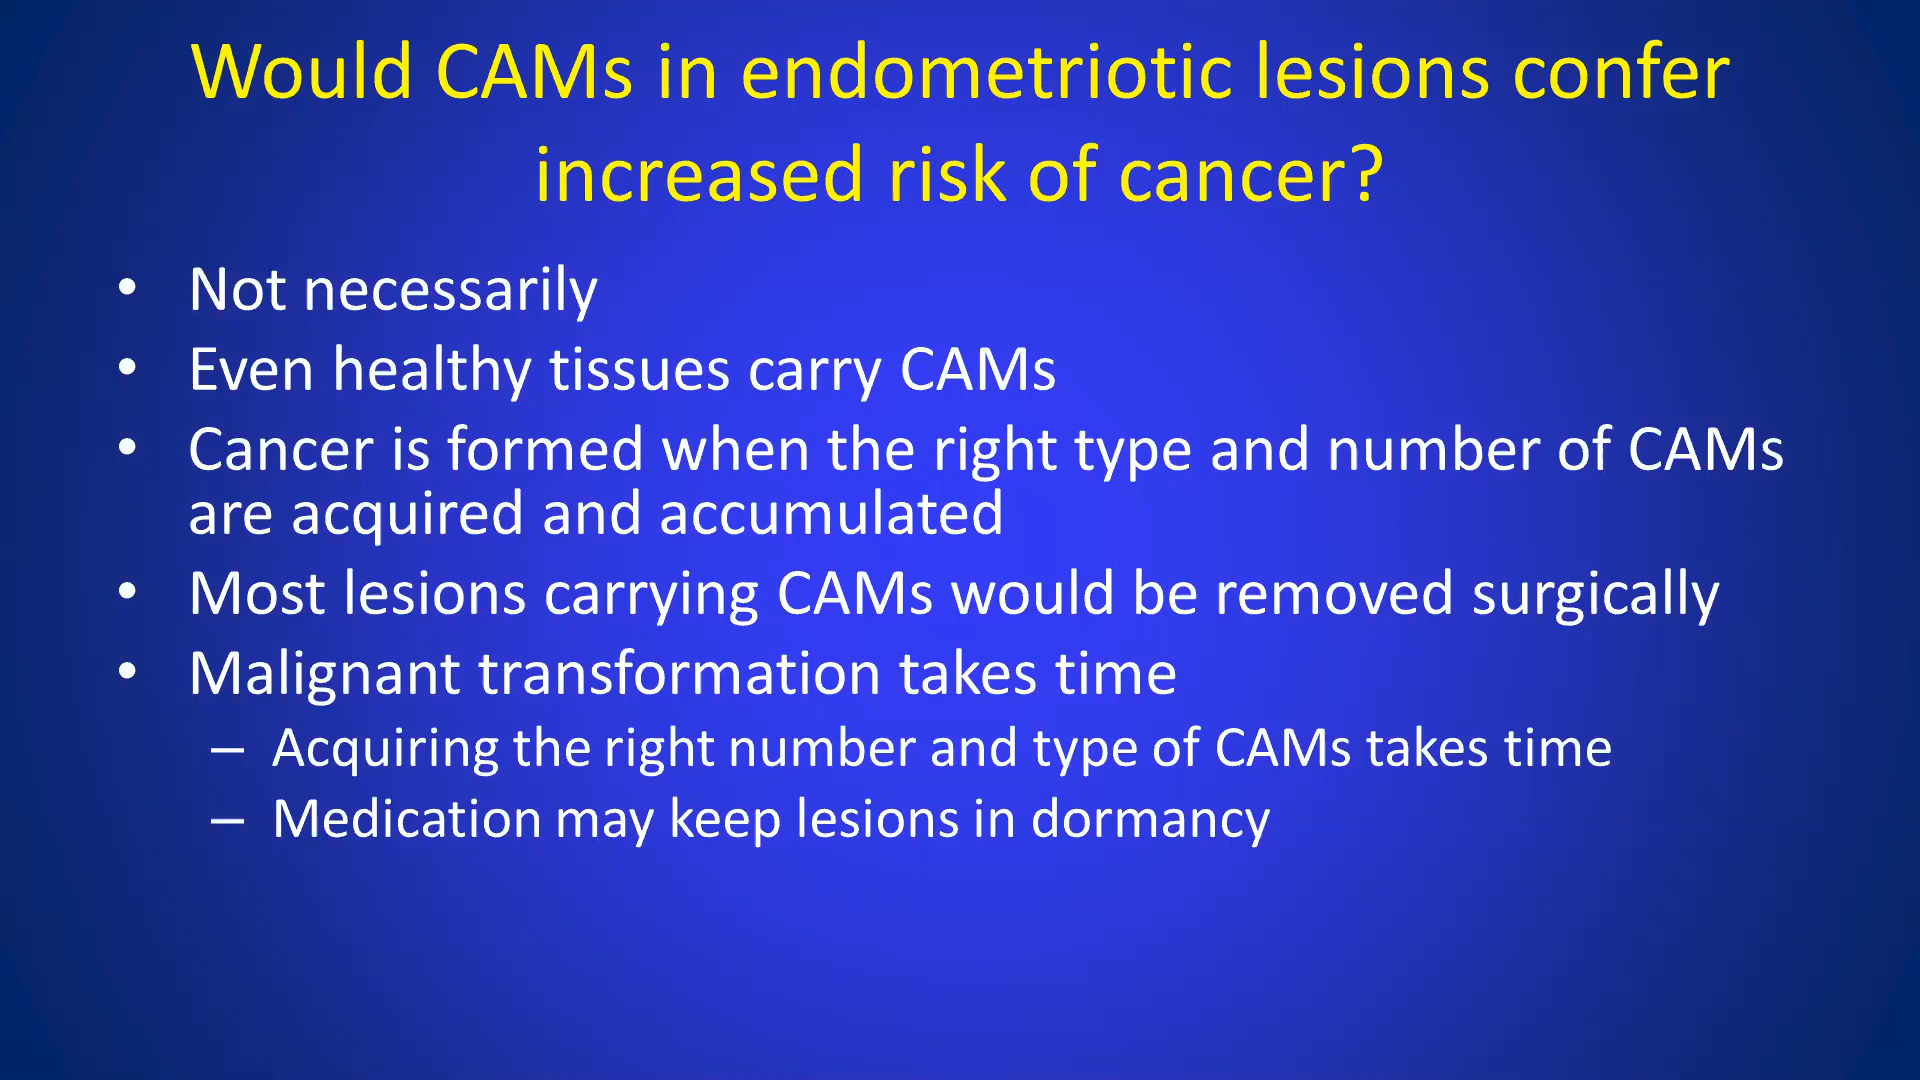 Would CAMs in endometriotic lesions confer
increased risk of cancer?
• Not necessarily
• Even healthy tissues carry CAMs
• Cancer is formed when the right type and number of CAMs
are acquired and accumulated
• Most lesions carrying CAMs would be removed surgically
• Malignant transformation takes time
– Acquiring the right number and type of CAMs takes time
– Medication may keep lesions in dormancy